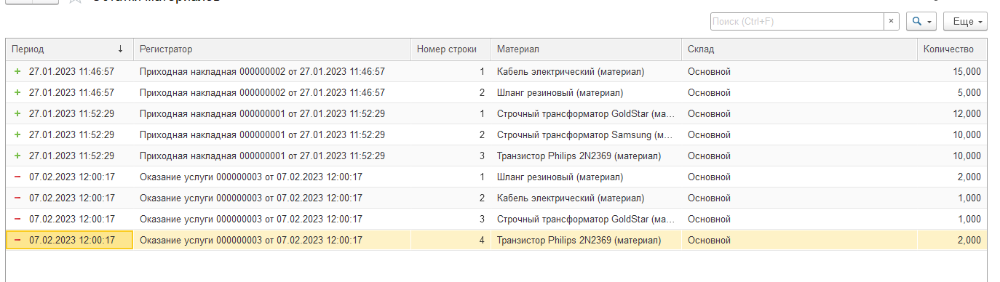 Остатки материалов
Поиск (Ctrl+F) × Еще
Период ↓ Регистратор Номер строки Материал Склад Количество
+ 27.01.2023 11:46:57 Приходная накладная 000000002 от 27.01.2023 11:46:57 1 Кабель электрический (материал) Основной 15,000
+ 27.01.2023 11:46:57 Приходная накладная 000000002 от 27.01.2023 11:46:57 2 Шланг резиновый (материал) Основной 5,000
+ 27.01.2023 11:52:29 Приходная накладная 000000001 от 27.01.2023 11:52:29 1 Строчный трансформатор GoldStar (ма... Основной 12,000
+ 27.01.2023 11:52:29 Приходная накладная 000000001 от 27.01.2023 11:52:29 2 Строчный трансформатор Samsung (м... Основной 10,000
+ 27.01.2023 11:52:29 Приходная накладная 000000001 от 27.01.2023 11:52:29 3 Транзистор Philips 2N2369 (материал) Основной 10,000
− 07.02.2023 12:00:17 Оказание услуги 000000003 от 07.02.2023 12:00:17 1 Шланг резиновый (материал) Основной 2,000
− 07.02.2023 12:00:17 Оказание услуги 000000003 от 07.02.2023 12:00:17 2 Кабель электрический (материал) Основной 1,000
− 07.02.2023 12:00:17 Оказание услуги 000000003 от 07.02.2023 12:00:17 3 Строчный трансформатор GoldStar (ма... Основной 1,000
− 07.02.2023 12:00:17 Оказание услуги 000000003 от 07.02.2023 12:00:17 4 Транзистор Philips 2N2369 (материал) Основной 2,000